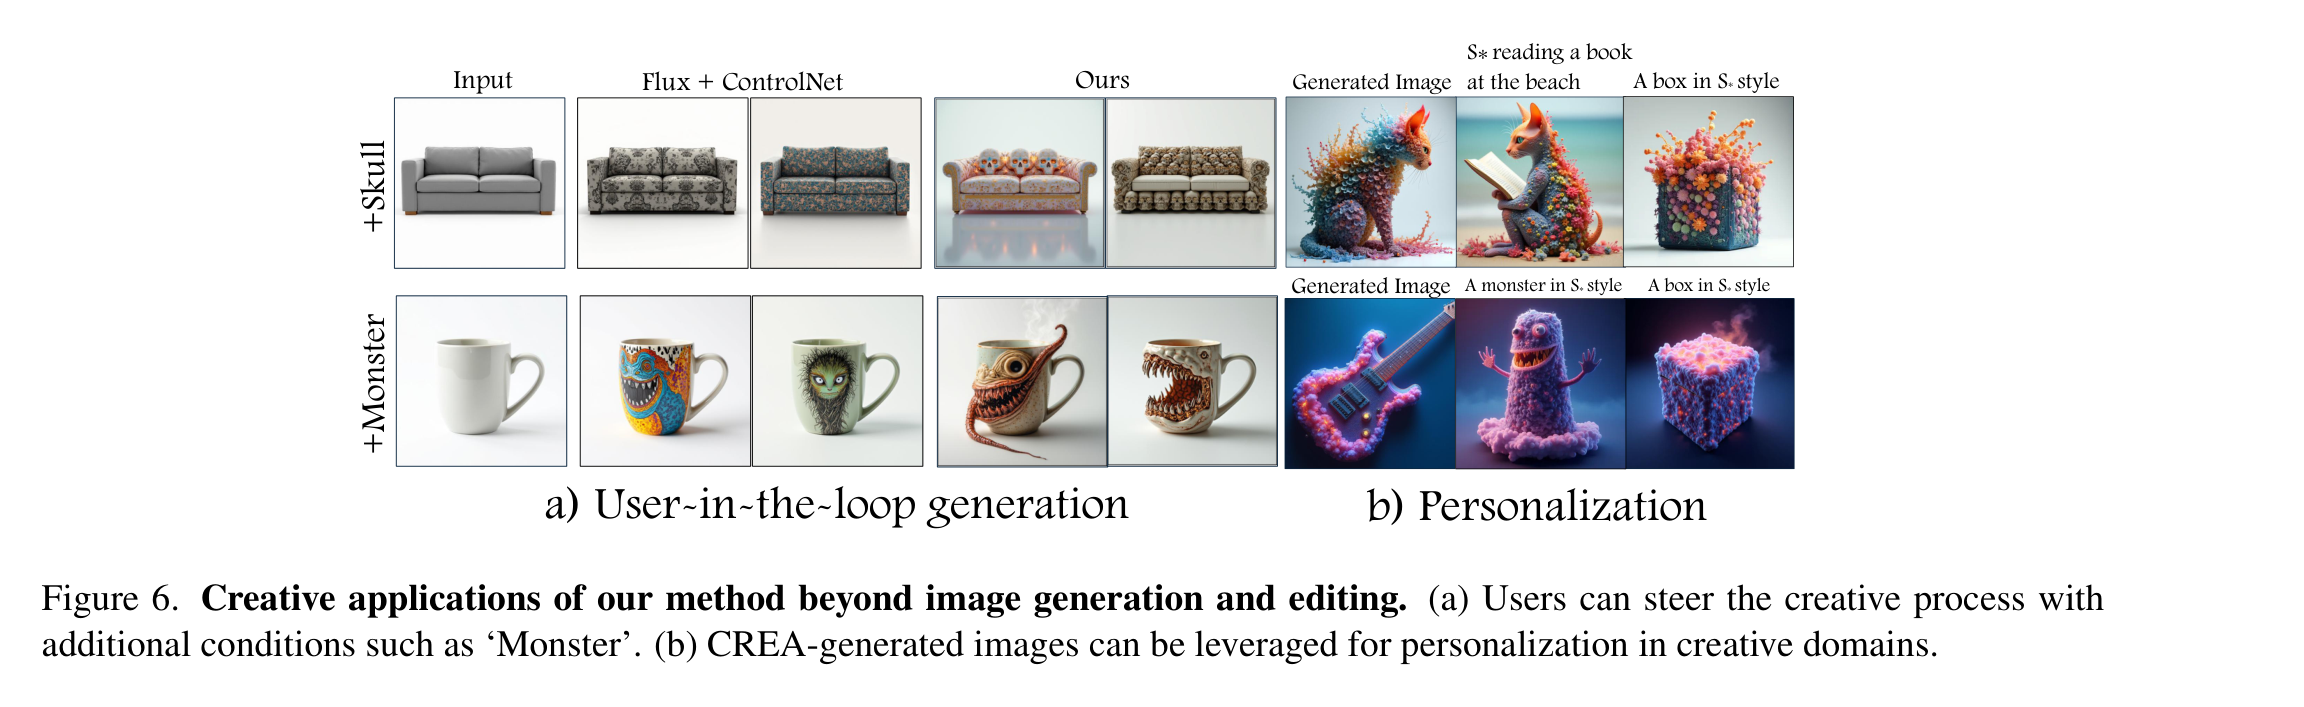 Input
Flux + ControlNet
Ours
+Skull
+Monster
Generated Image
S* reading a book
at the beach
A box in S* style
Generated Image
A monster in S* style
A box in S* style
a) User-in-the-loop generation
b) Personalization
Figure 6. Creative applications of our method beyond image generation and editing. (a) Users can steer the creative process with
additional conditions such as ‘Monster’. (b) CREA-generated images can be leveraged for personalization in creative domains.